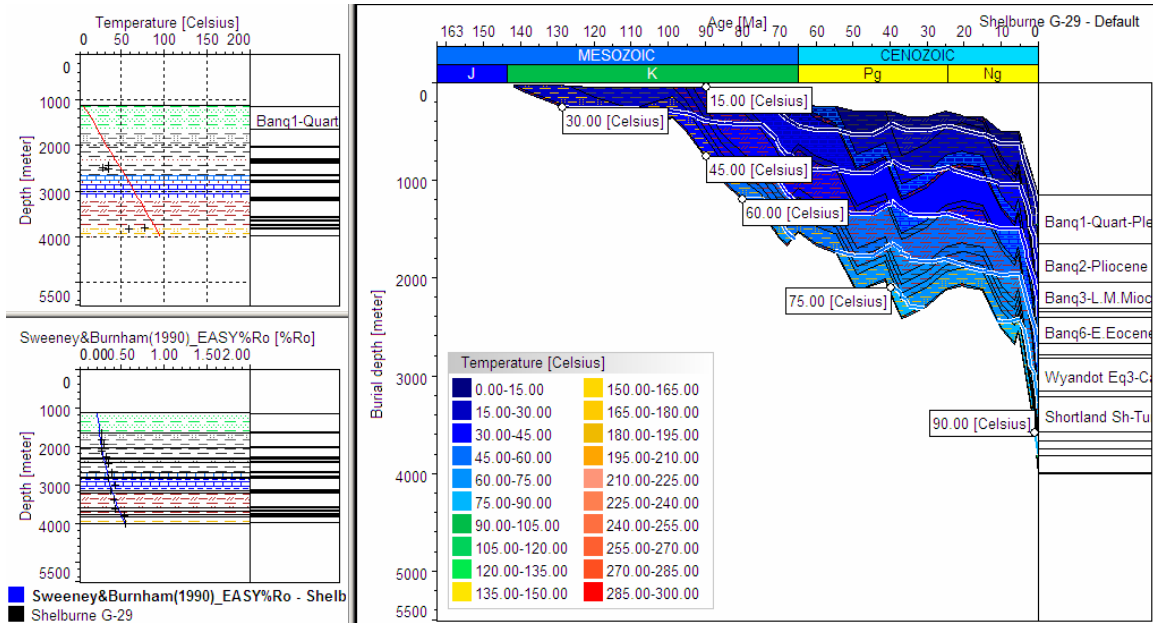 Temperature [Celsius]
0 50 100 150 200
Depth [meter]
0
1000
2000
3000
4000
5500
Banq1-Quart
Sweeney&Burnham(1990)_EASY%Ro [%Ro]
0.000.50 1.00 1.502.00
Depth [meter]
0
1000
2000
3000
4000
5500
Sweeney&Burnham(1990)_EASY%Ro - Shelb
Shelburne G-29
Age [Ma]
Shelburne G-29 - Default
163 150 140 130 120 110 100 90 80 70 60 50 40 30 20 10 0
MESOZOIC CENOZOIC
J K Pg Ng
Burial depth [meter]
0
1000
2000
3000
4000
5000
5500
15.00 [Celsius]
30.00 [Celsius]
45.00 [Celsius]
60.00 [Celsius]
75.00 [Celsius]
90.00 [Celsius]
Banq1-Quart-Ple
Banq2-Pliocene
Banq3-L.M.Mioc
Banq6-E.Eocene
Wyandot Eq3-Ca
Shortland Sh-Tu
Temperature [Celsius]
0.00-15.00
15.00-30.00
30.00-45.00
45.00-60.00
60.00-75.00
75.00-90.00
90.00-105.00
105.00-120.00
120.00-135.00
135.00-150.00
150.00-165.00
165.00-180.00
180.00-195.00
195.00-210.00
210.00-225.00
225.00-240.00
240.00-255.00
255.00-270.00
270.00-285.00
285.00-300.00